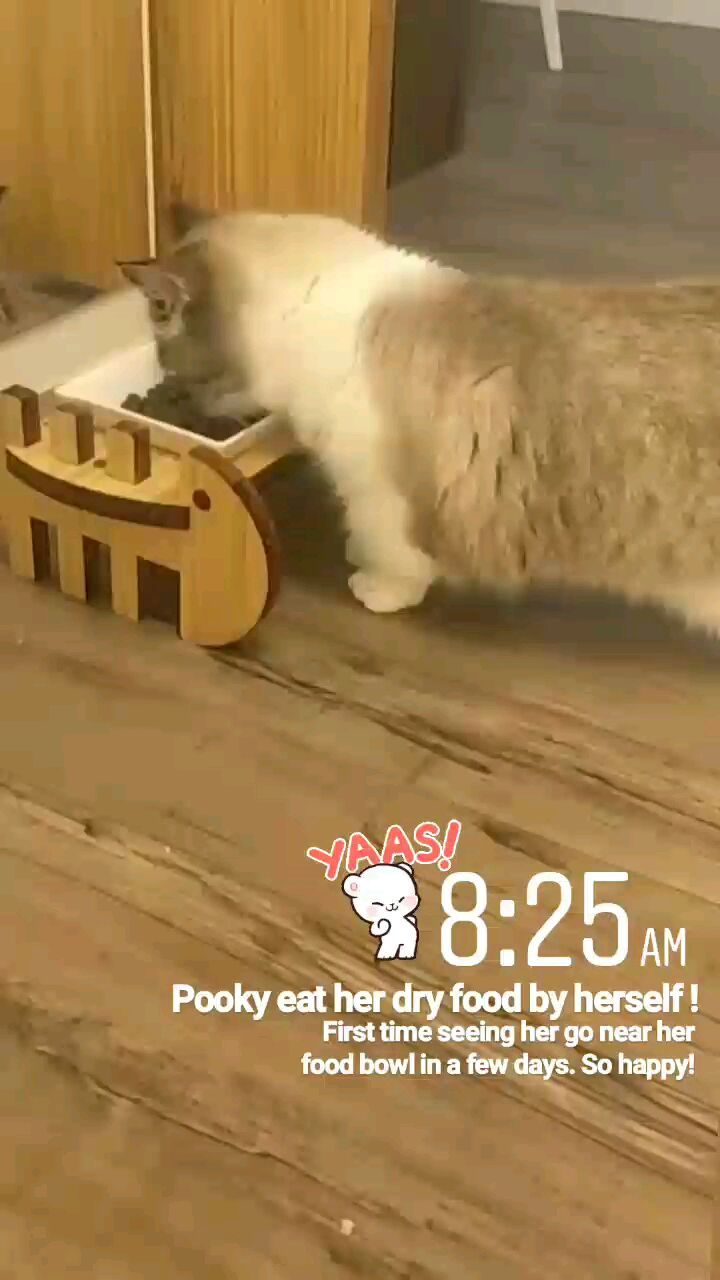 YAAS!
8:25 AM
Pooky eat her dry food by herself !
First time seeing her go near her
food bowl in a few days. So happy!